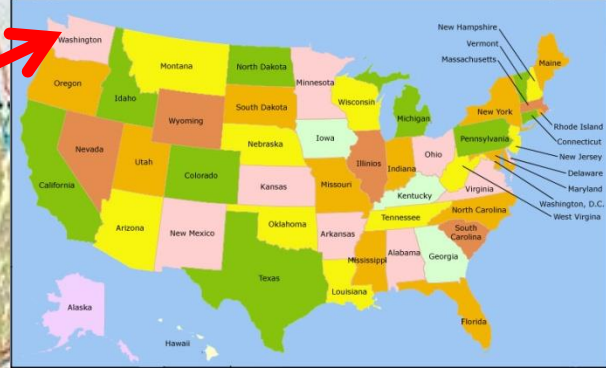 New Hampshire
Vermont
Massachusetts
Washington
Montana
North Dakota
Minnesota
Maine
Oregon
Idaho
South Dakota
Wisconsin
Michigan
New York
Rhode Island
Connecticut
Wyoming
Nebraska
Iowa
Pennsylvania
New Jersey
Nevada
Utah
Colorado
Illinios
Indiana
Ohio
Delaware
Maryland
California
Kansas
Missouri
Kentucky
Virginia
Washington, D.C.
West Virgina
Arizona
New Mexico
Oklahoma
Arkansas
Tennessee
North Carolina
South
Carolina
Texas
Louisiana
Mississippl
Alabama
Georgia
Alaska
Hawaii
Florida